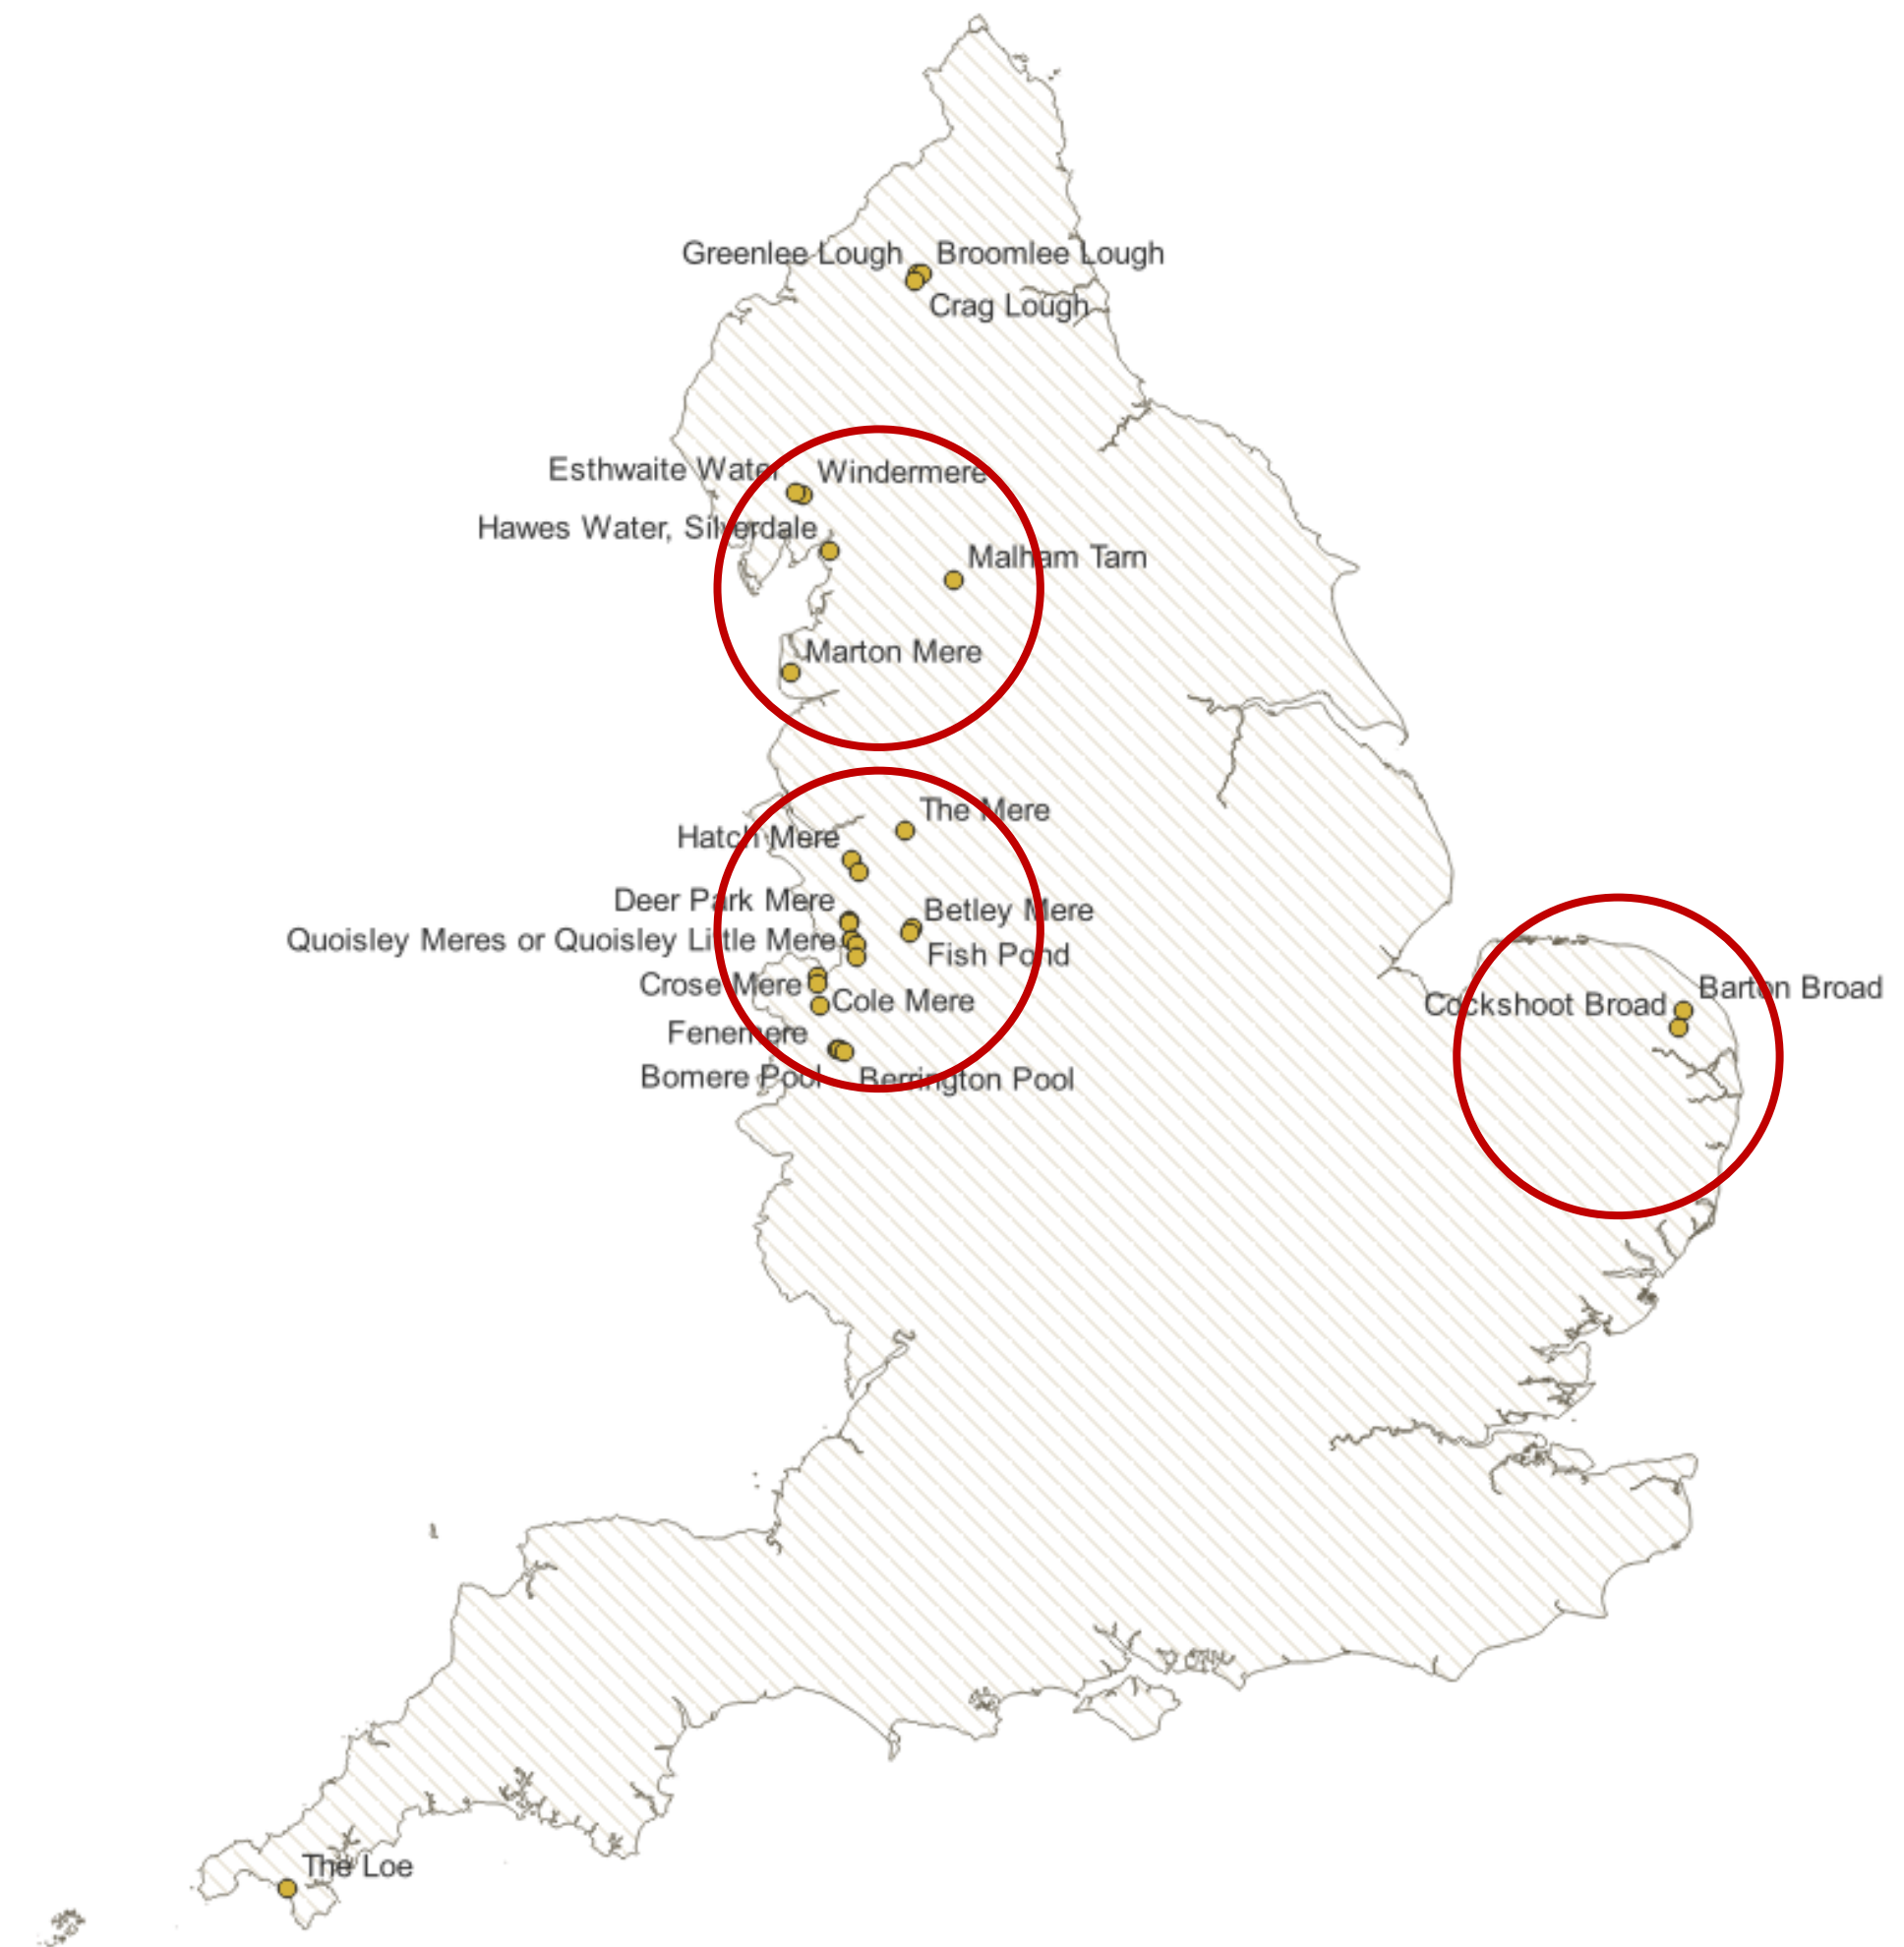 Greenlee Lough
Broomlee Lough
Crag Lough
Esthwaite Water
Windermere
Hawes Water, Silverdale
Malham Tarn
Marton Mere
The Mere
Hatch Mere
Deer Park Mere
Betley Mere
Quoisley Meres or Quoisley Little Mere
Fish Pond
Crose Mere
Cole Mere
Fenemere
Bomere Pool
Berrington Pool
Barton Broad
Cockshoot Broad
The Loe